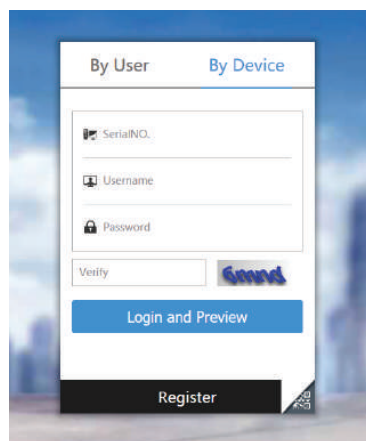 By User By Device
SerialNO.
Username
Password
Verify
Login and Preview
Register